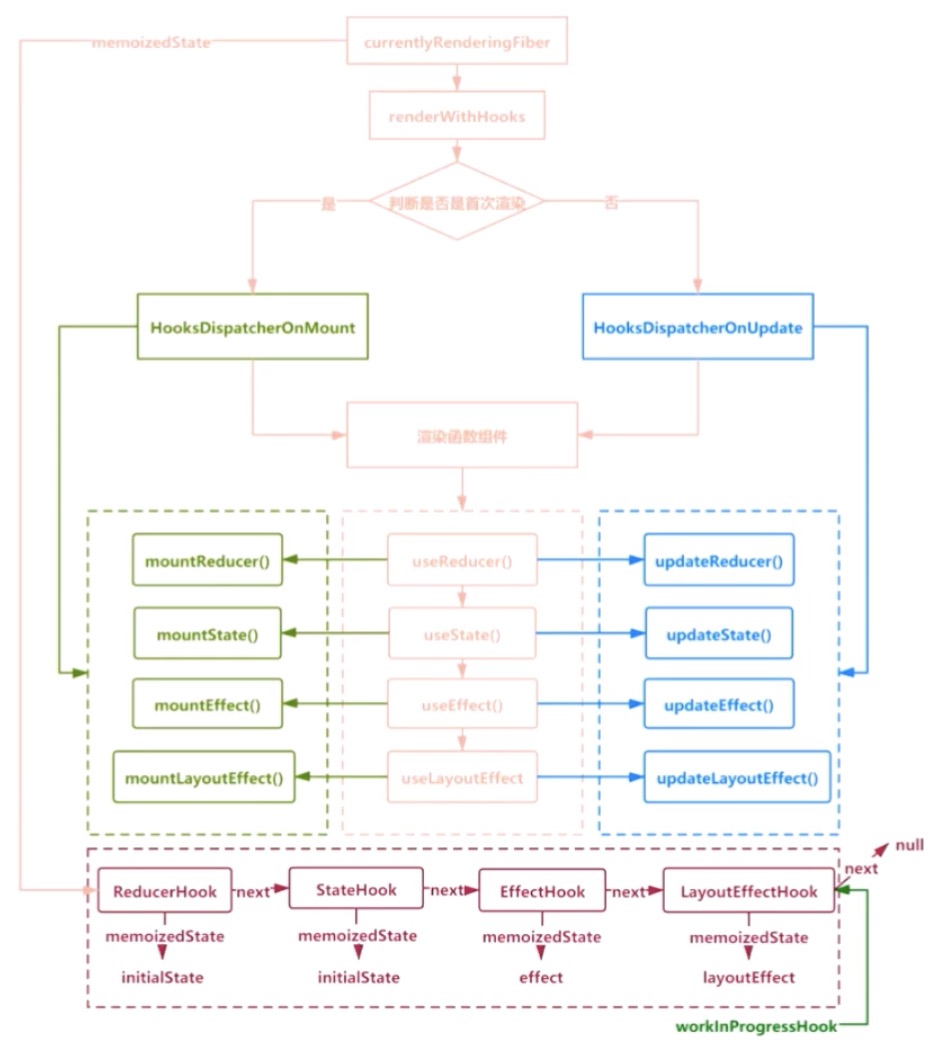 memoizedState
currentlyRenderingFiber
renderWithHooks
是
判断是否是首次渲染
否
HooksDispatcherOnMount
HooksDispatcherOnUpdate
渲染函数组件
mountReducer()
useReducer()
updateReducer()
mountState()
useState()
updateState()
mountEffect()
useEffect()
updateEffect()
mountLayoutEffect()
useLayoutEffect
updateLayoutEffect()
null
next
ReducerHook
next
StateHook
next
EffectHook
next
LayoutEffectHook
memoizedState
memoizedState
memoizedState
memoizedState
initialState
initialState
effect
layoutEffect
workInProgressHook